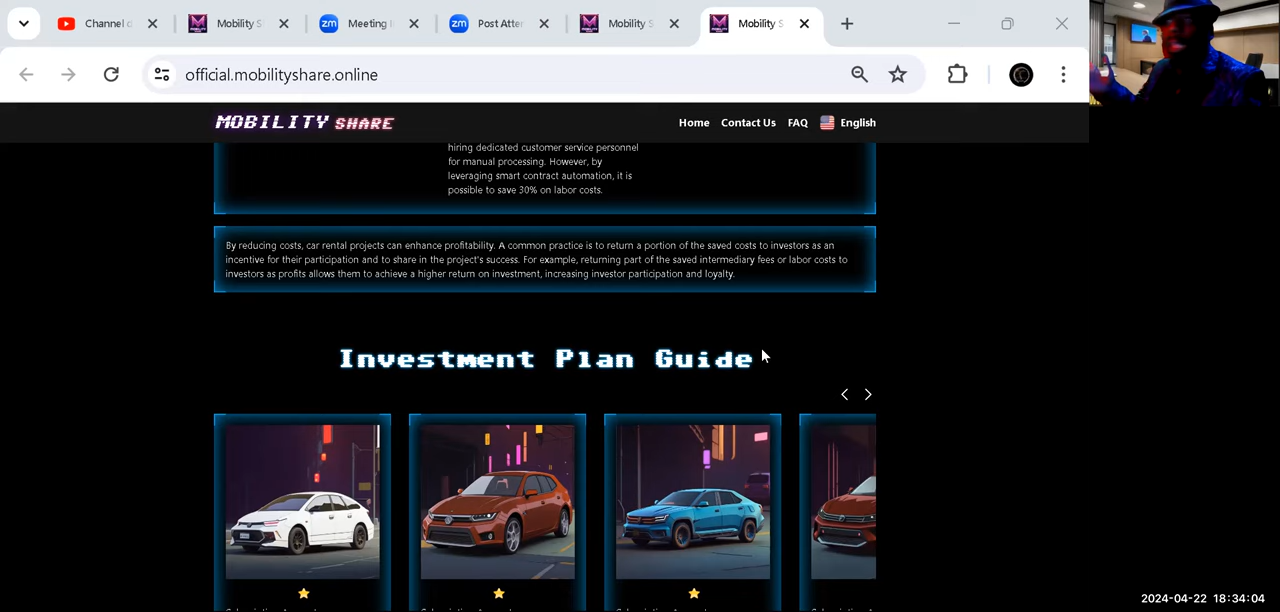 Channel d
Mobility S
Meeting
Post Atter
Mobility S
Mobility S
official.mobilityshare.online
MOBILITY SHARE
Home Contact Us FAQ English
hiring dedicated customer service personnel
for manual processing. However, by
leveraging smart contract automation, it is
possible to save 30% on labor costs.
By reducing costs, car rental projects can enhance profitability. A common practice is to return a portion of the saved costs to investors as an
incentive for their participation and to share in the project's success. For example, returning part of the saved intermediary fees or labor costs to
investors as profits allows them to achieve a higher return on investment, increasing investor participation and loyalty.
Investment Plan Guide
2024-04-22 18:34:04